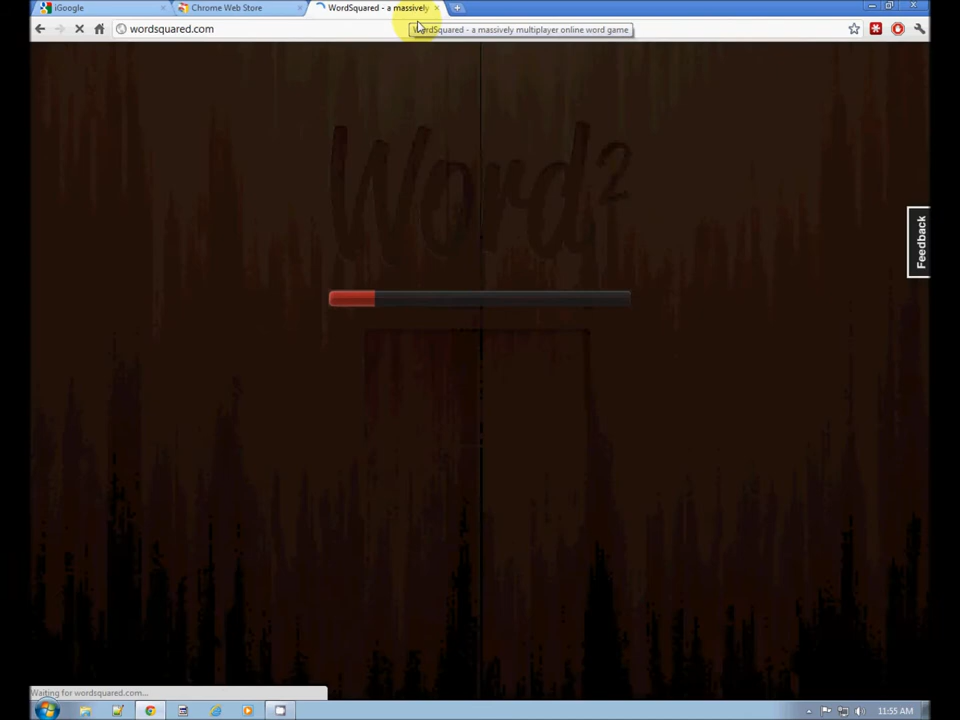 iGoogle
Chrome Web Store
WordSquared - a massively
wordsquared.com
WordSquared - a massively multiplayer online word game
Word²
Feedback
Waiting for wordsquared.com...
11:55 AM